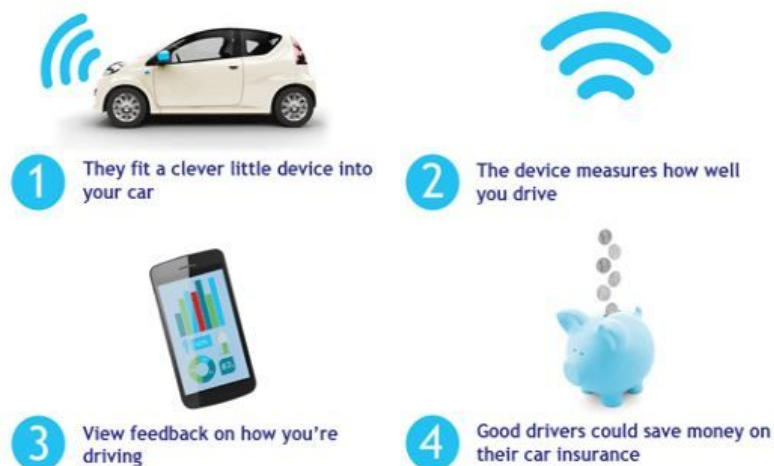 1
They fit a clever little device into
your car
2
The device measures how well
you drive
3
View feedback on how you're
driving
4
Good drivers could save money on
their car insurance